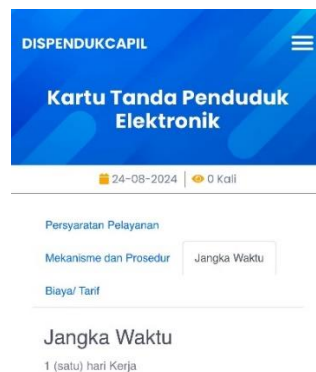 DISPENDUKCAPIL
Kartu Tanda Penduduk
Elektronik
24-08-2024 | 0 Kali
Persyaratan Pelayanan
Mekanisme dan Prosedur
Jangka Waktu
Biaya/ Tarif
Jangka Waktu
1 (satu) hari Kerja